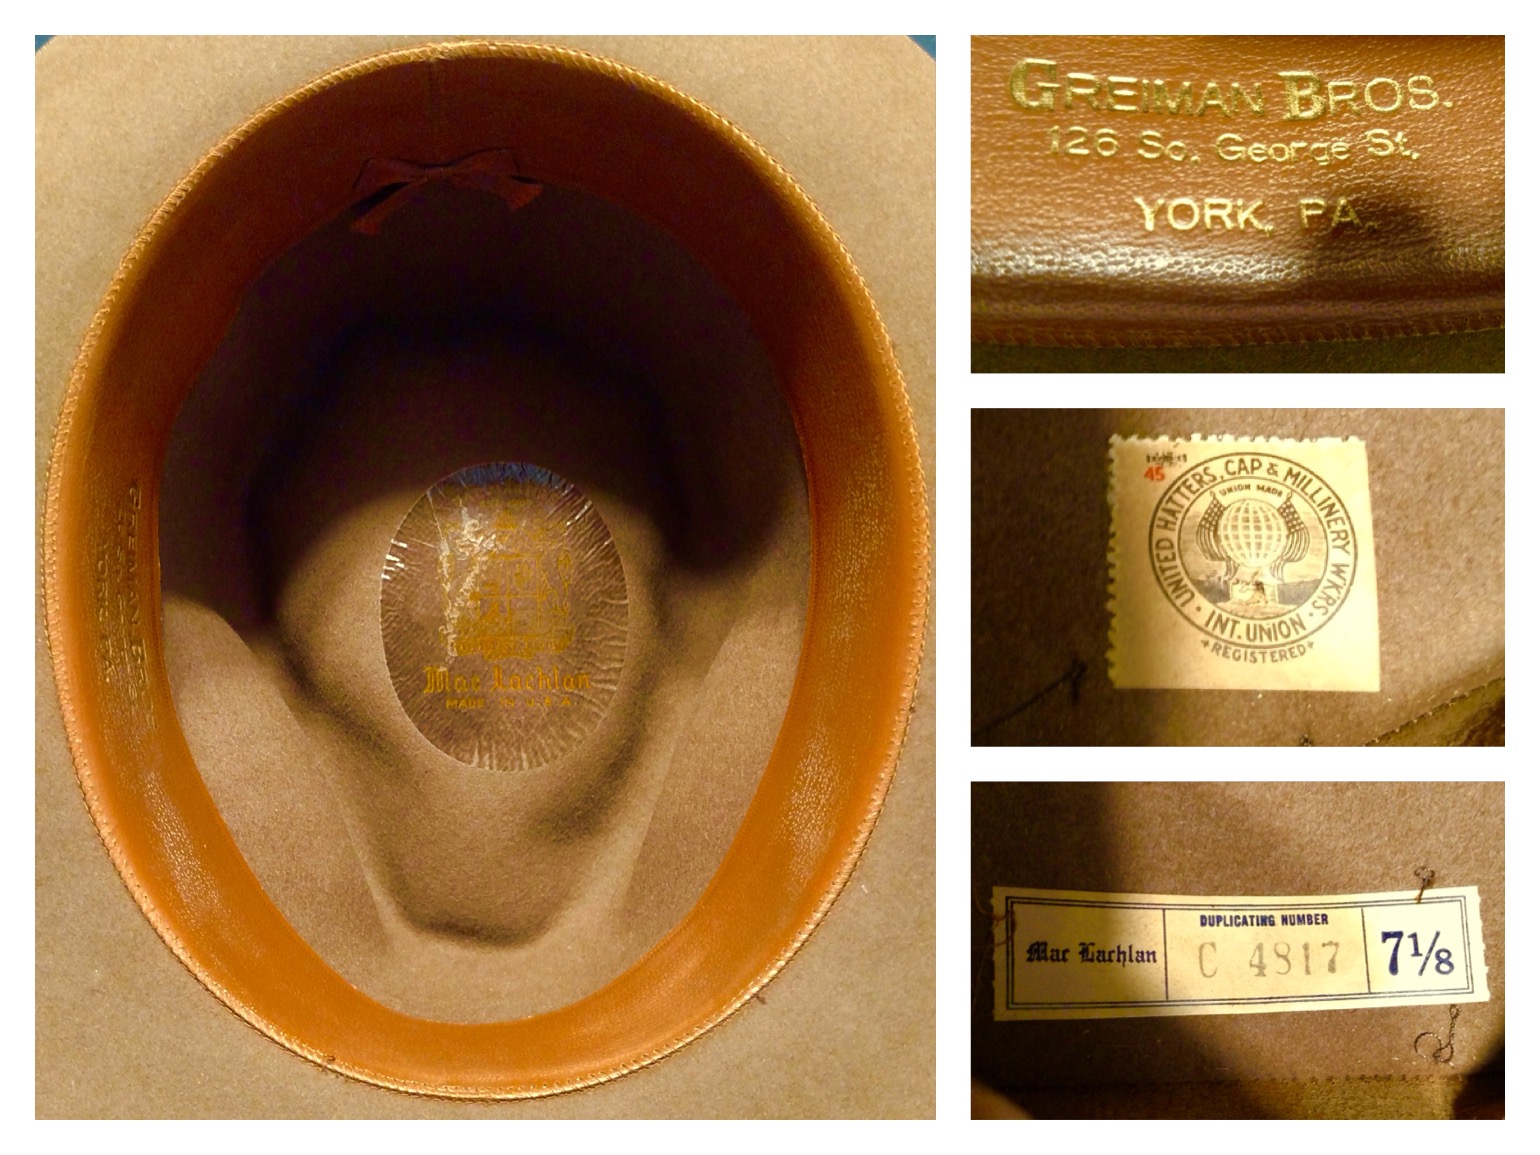 Mac Lachlan
MADE IN U.S.A.
GREIMAN BROS.
126 So. George St.
YORK, PA.
45
UNITED HATTERS, CAP & MILLINERY WKRS.
UNION MADE
INT. UNION
REGISTERED
DUPLICATING NUMBER
Mac Lachlan
C 4817
7 1/8